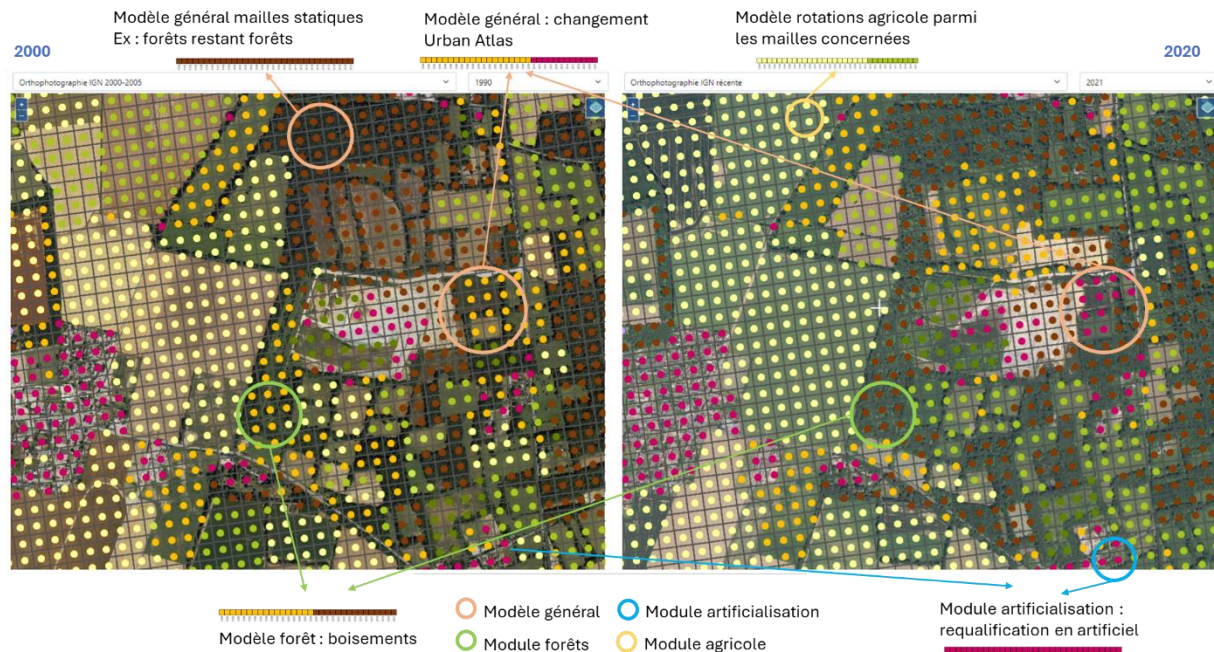 Modèle général mailles statiques
Ex : forêts restant forêts
Modèle général : changement
Urban Atlas
Modèle rotations agricole parmi
les mailles concernées
2000
2020
Orthophotographie IGN 2000-2005
1990
Orthophotographie IGN récente
2021
Modèle forêt : boisements
Modèle général
Module artificialisation
Module forêts
Module agricole
Module artificialisation :
requalification en artificiel